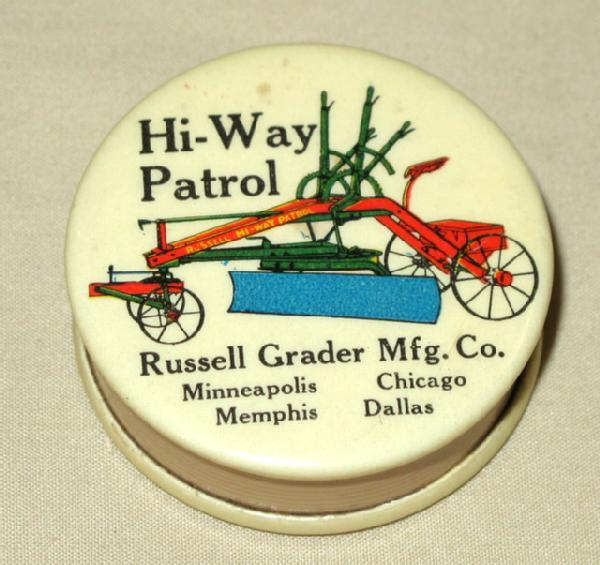 Hi-Way
Patrol
RUSSELL HI-WAY PATROL
Russell Grader Mfg. Co.
Minneapolis Chicago
Memphis Dallas